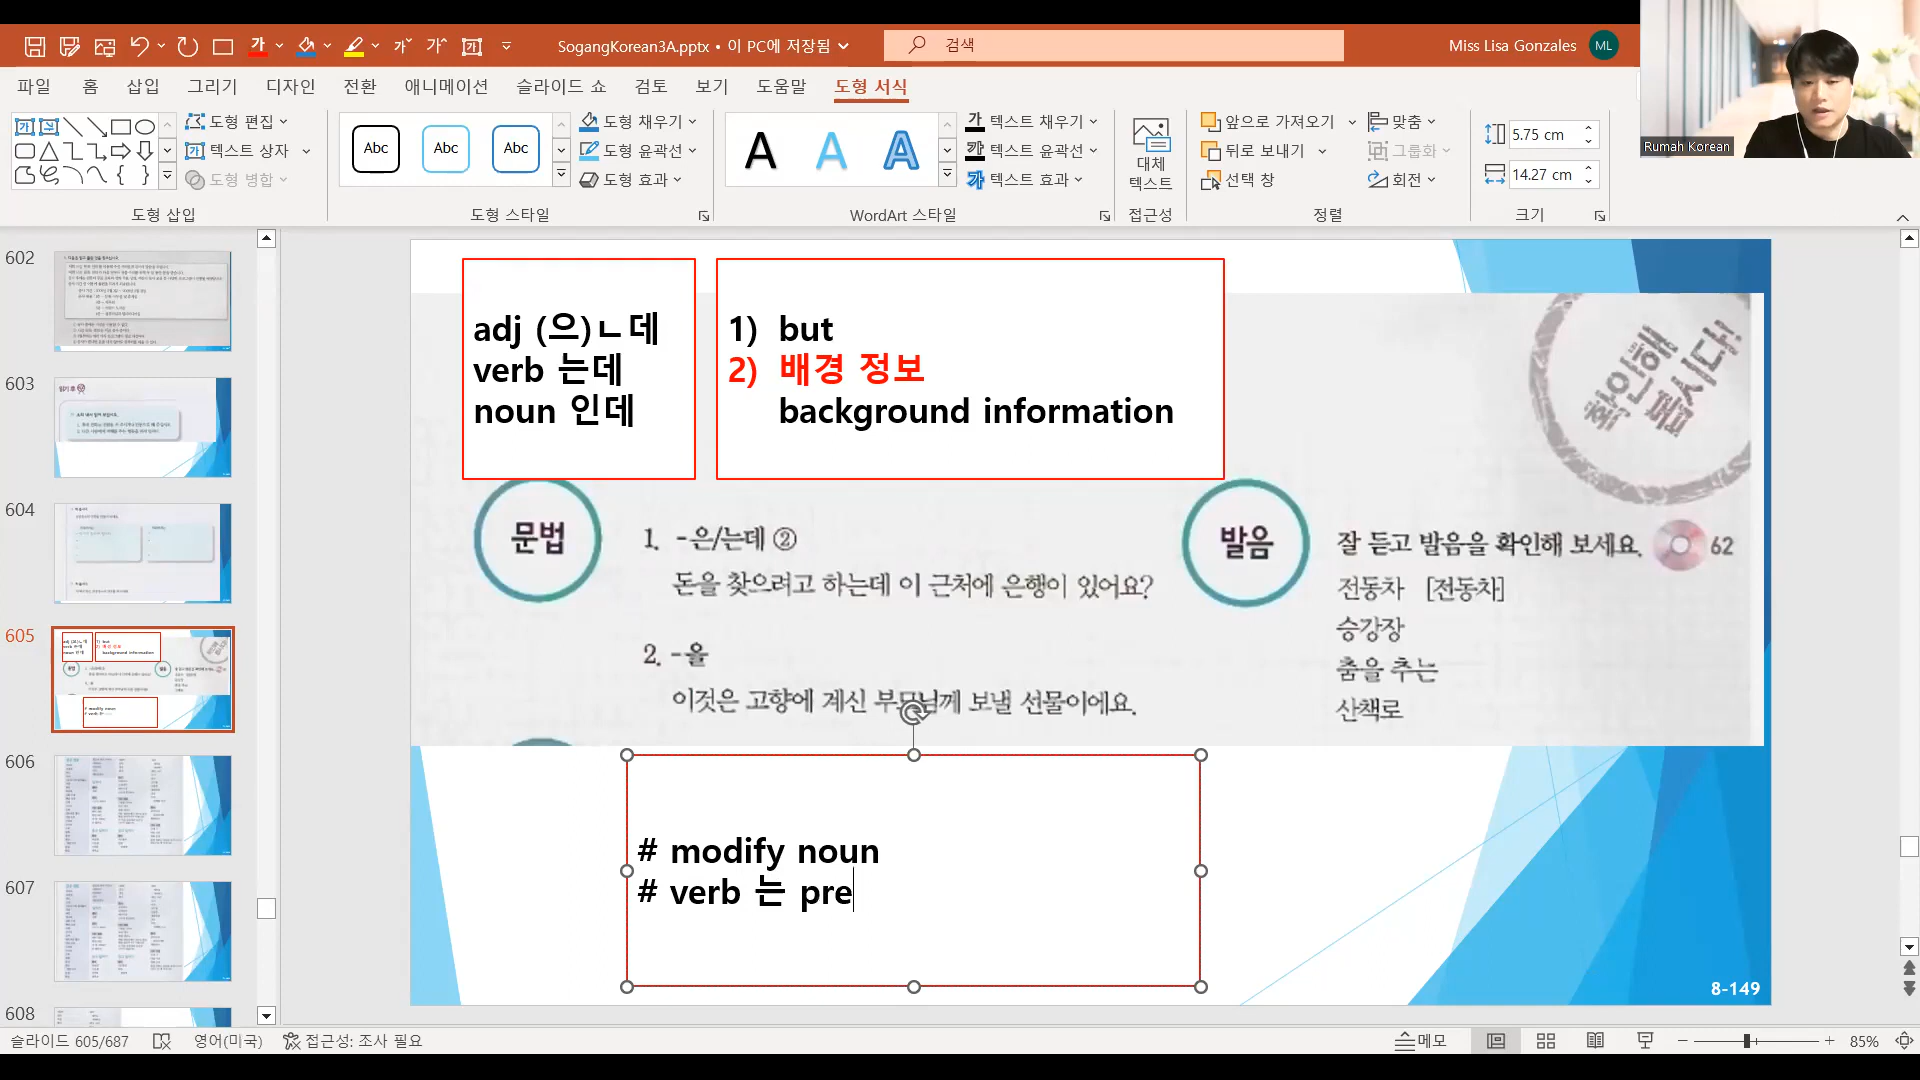 SogangKorean3A.pptx • 이 PC에 저장됨
검색
Miss Lisa Gonzales
ML
파일
홈
삽입
그리기
디자인
전환
애니메이션
슬라이드 쇼
검토
보기
도움말
도형 서식
도형 편집
텍스트 상자
도형 병합
도형 삽입
Abc
Abc
Abc
도형 채우기
도형 윤곽선
도형 효과
도형 스타일
A
A
A
텍스트 채우기
텍스트 윤곽선
텍스트 효과
WordArt 스타일
대체
텍스트
접근성
앞으로 가져오기
뒤로 보내기
선택 창
맞춤
그룹화
회전
정렬
5.75 cm
14.27 cm
크기
Rumah Korean
602
603
604
605
606
607
608
adj (으)ㄴ데
verb 는데
noun 인데
1) but
2) 배경 정보
background information
문법
1. -은/는데 ②
돈을 찾으려고 하는데 이 근처에 은행이 있어요?
2. -을
이것은 고향에 계신 부모님께 보낼 선물이에요.
발음
잘 듣고 발음을 확인해 보세요. 62
전동차 [전동차]
승강장
춤을 추는
산책로
# modify noun
# verb 는 pre
8-149
슬라이드 605/687
영어(미국)
접근성: 조사 필요
메모
85%